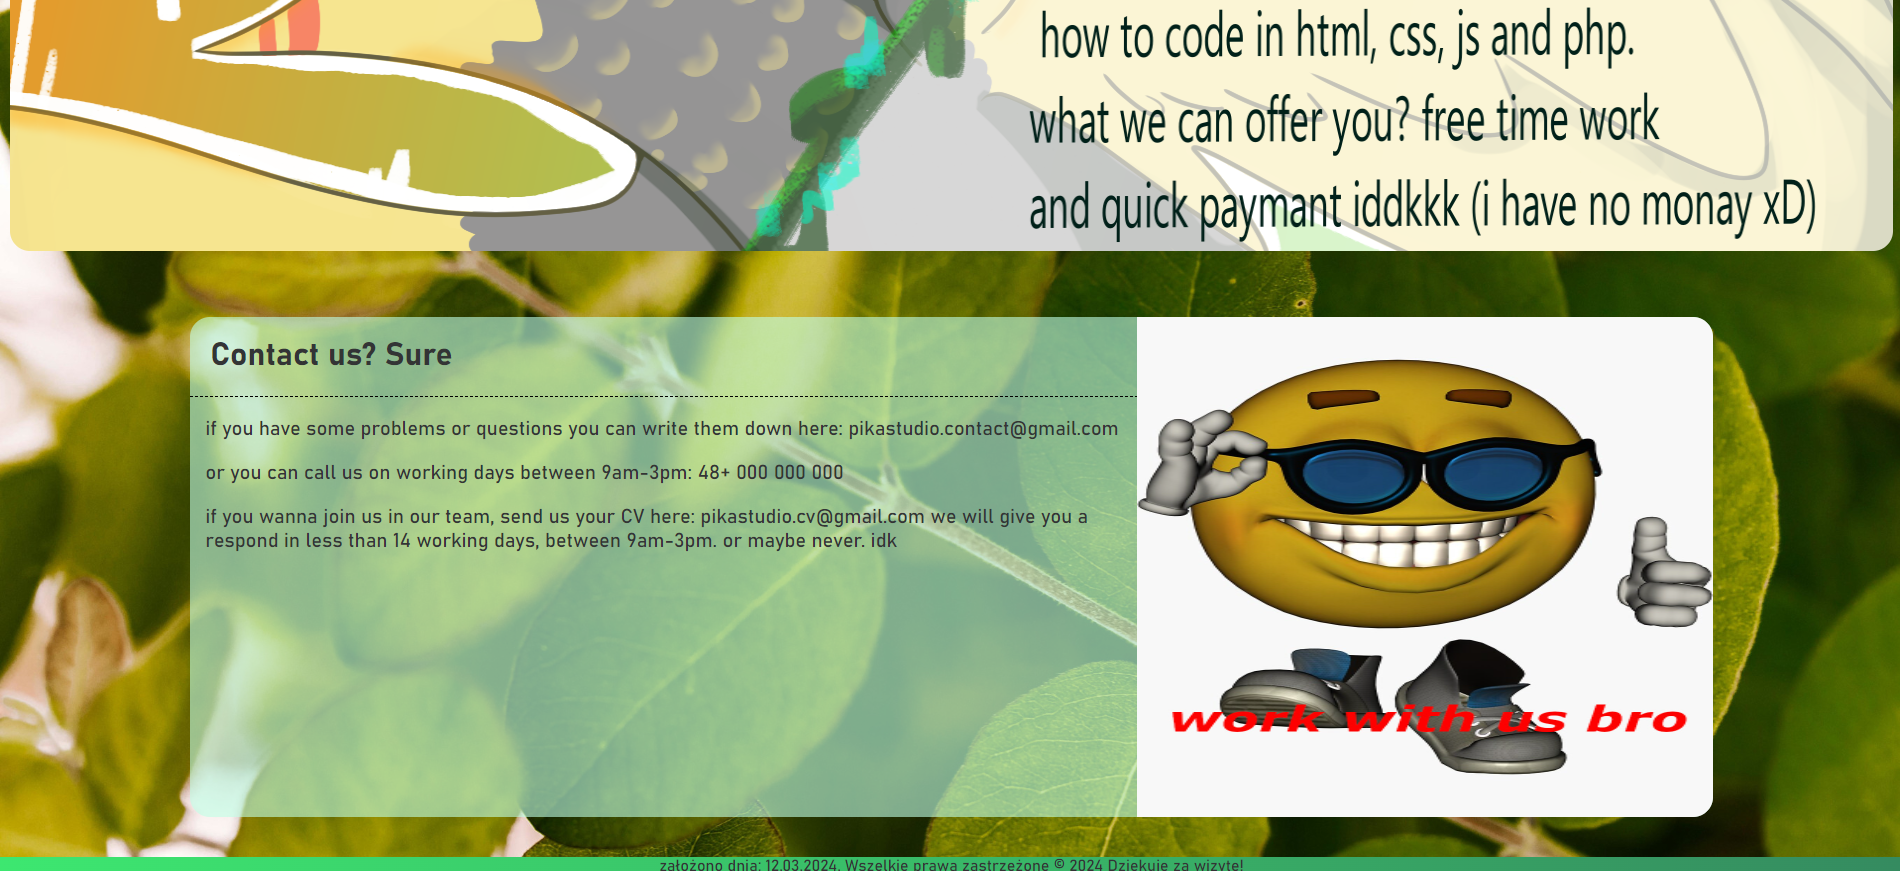 how to code in html, css, js and php.
what we can offer you? free time work
and quick paymant iddkkk (i have no monay xD)
Contact us? Sure
if you have some problems or questions you can write them down here: pikastudio.contact@gmail.com
or you can call us on working days between 9am-3pm: 48+ 000 000 000
if you wanna join us in our team, send us your CV here: pikastudio.cv@gmail.com we will give you a
respond in less than 14 working days, between 9am-3pm. or maybe never. idk
work with us bro
założono dnia: 12.03.2024. Wszelkie prawa zastrzeżone © 2024 Dziękuję za wizytę!